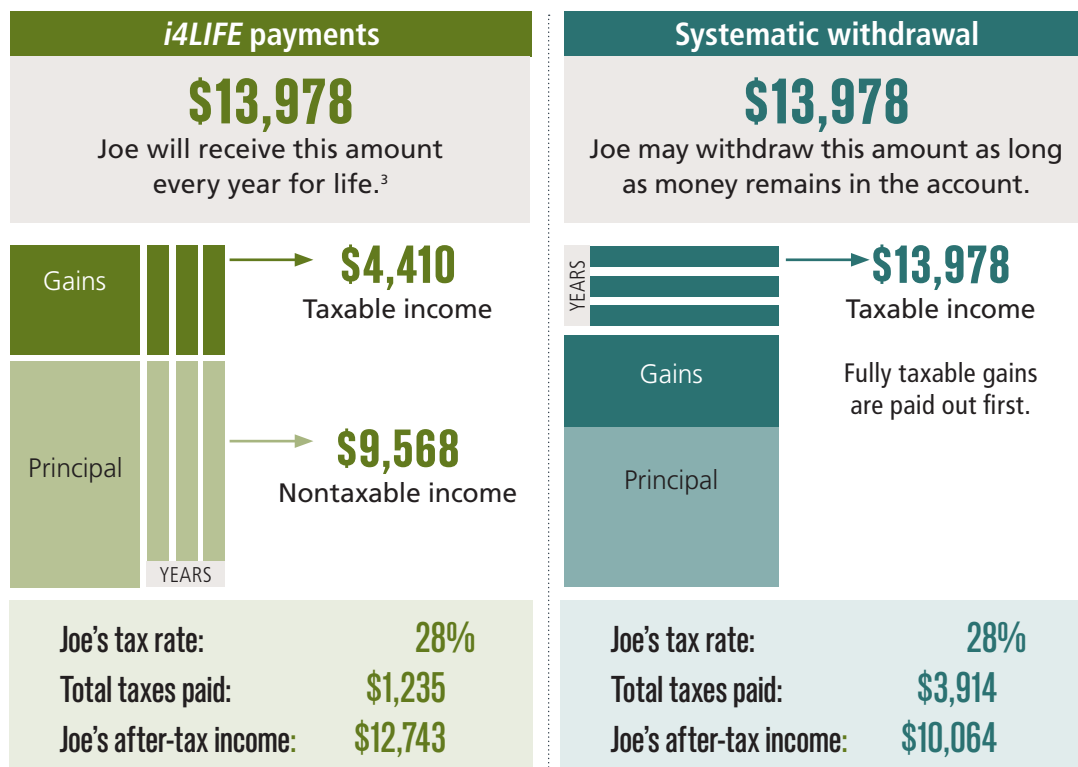 i4LIFE payments
$13,978
Joe will receive this amount
every year for life.³
Gains
$4,410
Taxable income
Principal
$9,568
Nontaxable income
YEARS
Joe's tax rate: 28%
Total taxes paid: $1,235
Joe's after-tax income: $12,743
Systematic withdrawal
$13,978
Joe may withdraw this amount as long
as money remains in the account.
YEARS
$13,978
Taxable income
Gains
Fully taxable gains
are paid out first.
Principal
Joe's tax rate: 28%
Total taxes paid: $3,914
Joe's after-tax income: $10,064